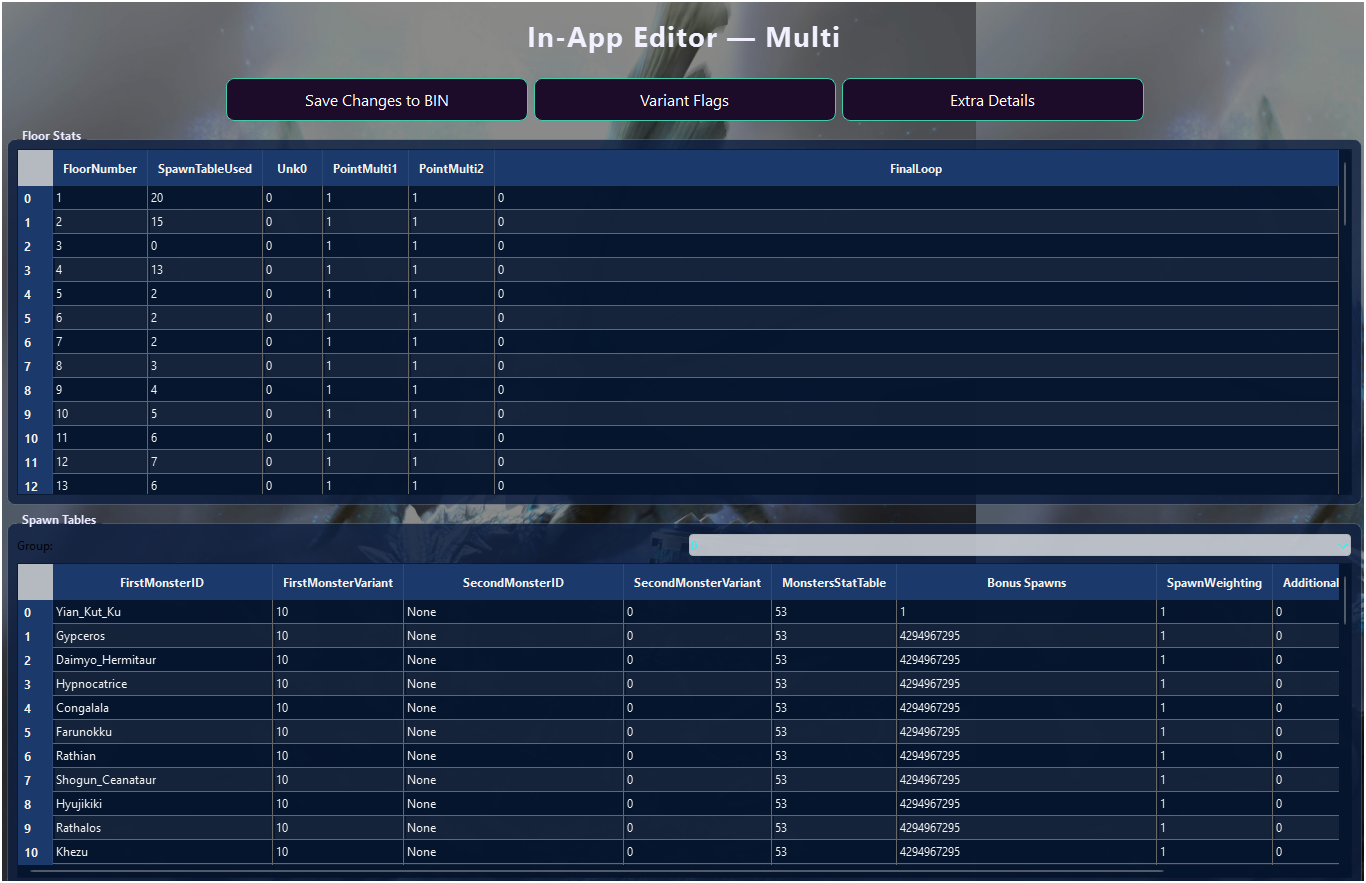 In-App Editor — Multi
Save Changes to BIN Variant Flags Extra Details
Floor Stats
FloorNumber SpawnTableUsed Unk0 PointMulti1 PointMulti2 FinalLoop
0 1 20 0 1 1 0
1 2 15 0 1 1 0
2 3 0 0 1 1 0
3 4 13 0 1 1 0
4 5 2 0 1 1 0
5 6 2 0 1 1 0
6 7 2 0 1 1 0
7 8 3 0 1 1 0
8 9 4 0 1 1 0
9 10 5 0 1 1 0
10 11 6 0 1 1 0
11 12 7 0 1 1 0
12 13 6 0 1 1 0
Spawn Tables
Group:
FirstMonsterID FirstMonsterVariant SecondMonsterID SecondMonsterVariant MonstersStatTable Bonus Spawns SpawnWeighting Additional
0 Yian_Kut_Ku 10 None 0 53 1 1 0
1 Gypceros 10 None 0 53 4294967295 1 0
2 Daimyo_Hermitaur 10 None 0 53 4294967295 1 0
3 Hypnocatrice 10 None 0 53 4294967295 1 0
4 Congalala 10 None 0 53 4294967295 1 0
5 Farunokku 10 None 0 53 4294967295 1 0
6 Rathian 10 None 0 53 4294967295 1 0
7 Shogun_Ceanataur 10 None 0 53 4294967295 1 0
8 Hyujikiki 10 None 0 53 4294967295 1 0
9 Rathalos 10 None 0 53 4294967295 1 0
10 Khezu 10 None 0 53 4294967295 1 0